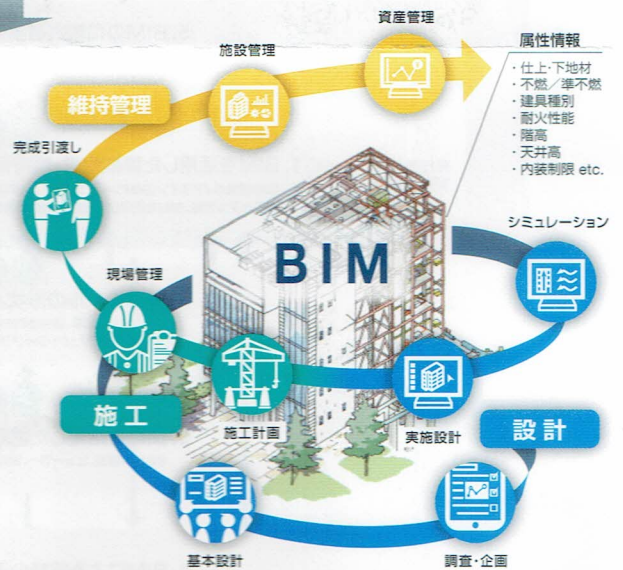 資産管理
属性情報
施設管理
・仕上・下地材
・不燃／準不燃
・建具種別
・耐火性能
・階高
・天井高
・内装制限 etc.
維持管理
完成引渡し
シミュレーション
BIM
現場管理
施工
施工計画
実施設計
設計
基本設計
調査・企画